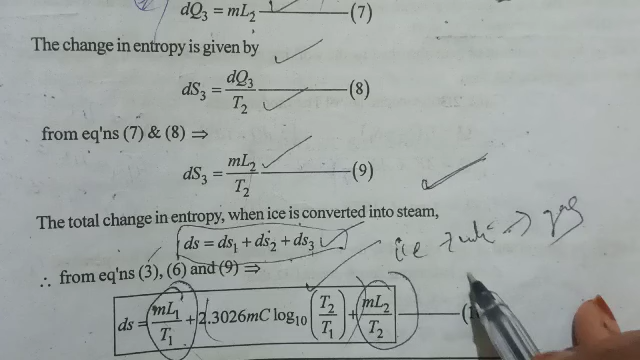 dQ₃ = mL₂ ——— (7)
The change in entropy is given by
dS₃ = dQ₃/T₂ ——— (8)
from eq'ns (7) & (8) ⇒
dS₃ = mL₂/T₂ ——— (9)
The total change in entropy, when ice is converted into steam,
ds = ds₁ + ds₂ + ds₃
∴ from eq'ns (3), (6) and (9) ⇒
ds = mL₁/T₁ + 2.3026mC log₁₀ (T₂/T₁) + mL₂/T₂ ———